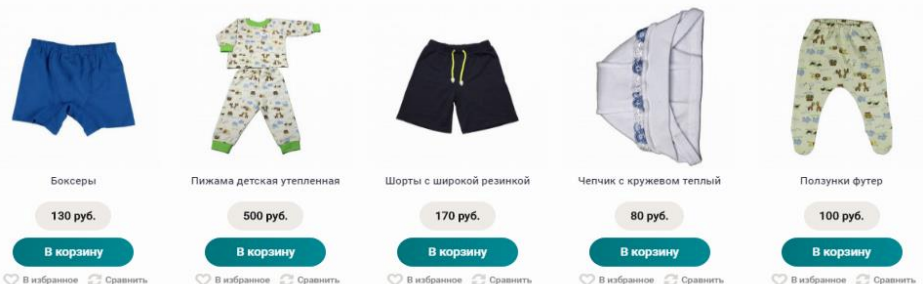 Боксеры
Пижама детская утепленная
Шорты с широкой резинкой
Чепчик с кружевом теплый
Ползунки футер
130 руб.
500 руб.
170 руб.
80 руб.
100 руб.
В корзину
В корзину
В корзину
В корзину
В корзину
В избранное Сравнить
В избранное Сравнить
В избранное Сравнить
В избранное Сравнить
В избранное Сравнить